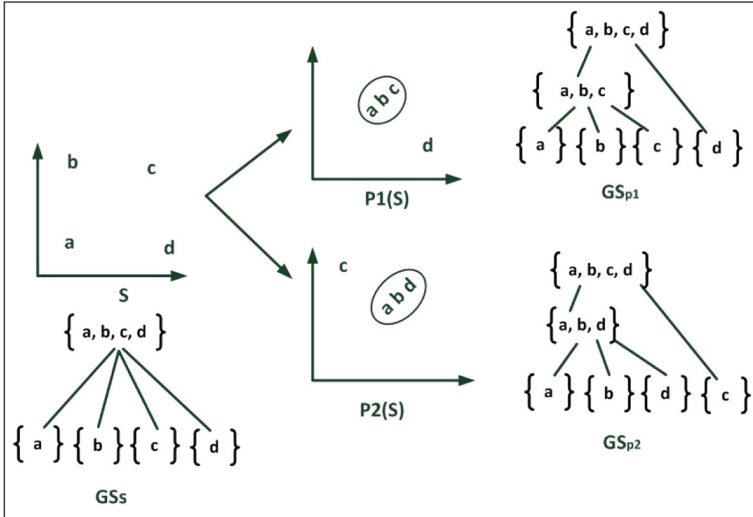 b
c
a
d
S
{ a, b, c, d }
{ a } { b } { c } { d }
GSs
a b c
d
P1(S)
{ a, b, c, d }
{ a, b, c }
{ a } { b } { c } { d }
GSp1
c
a b d
P2(S)
{ a, b, c, d }
{ a, b, d }
{ a } { b } { d } { c }
GSp2